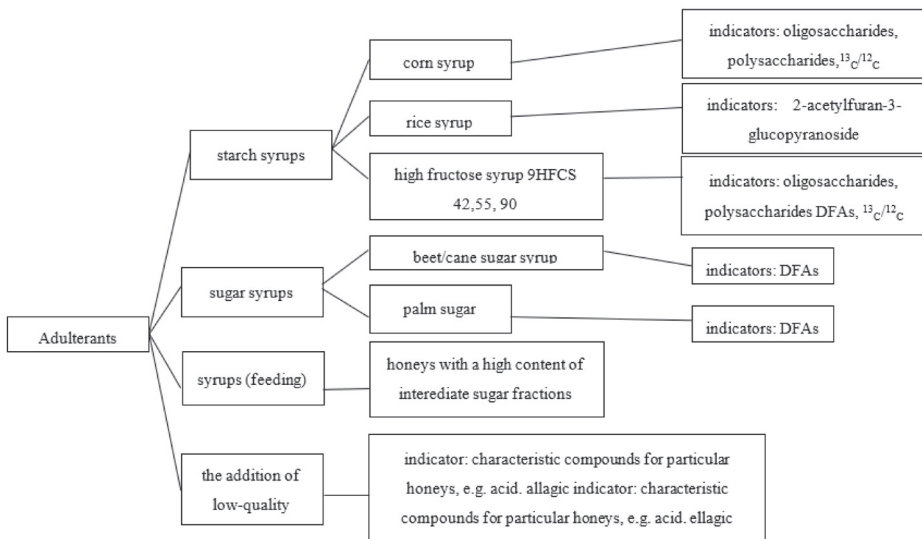 Adulterants
starch syrups
corn syrup
indicators: oligosaccharides,
polysaccharides,¹³C/¹²C
rice syrup
indicators: 2-acetylfuran-3-
glucopyranoside
high fructose syrup 9HFCS
42,55, 90
indicators: oligosaccharides,
polysaccharides DFAs, ¹³C/¹²C
sugar syrups
beet/cane sugar syrup
indicators: DFAs
palm sugar
indicators: DFAs
syrups (feeding)
honeys with a high content of
interediate sugar fractions
the addition of
low-quality
indicator: characteristic compounds for particular
honeys, e.g. acid. allagic indicator: characteristic
compounds for particular honeys, e.g. acid. ellagic